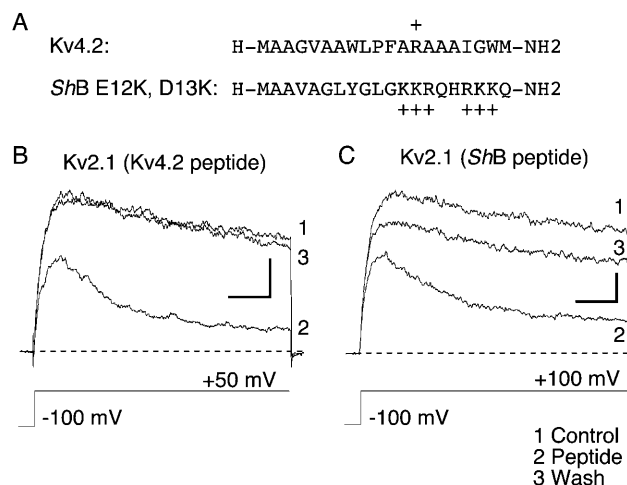 A
+
Kv4.2: H-MAAGVAAWLPFARAAAIGWM-NH2
ShB E12K, D13K: H-MAAVAGLYGLGKKRQHRKKQ-NH2
+++ +++
B
Kv2.1 (Kv4.2 peptide)
1
3
2
+50 mV
-100 mV
C
Kv2.1 (ShB peptide)
1
3
2
+100 mV
-100 mV
1 Control
2 Peptide
3 Wash